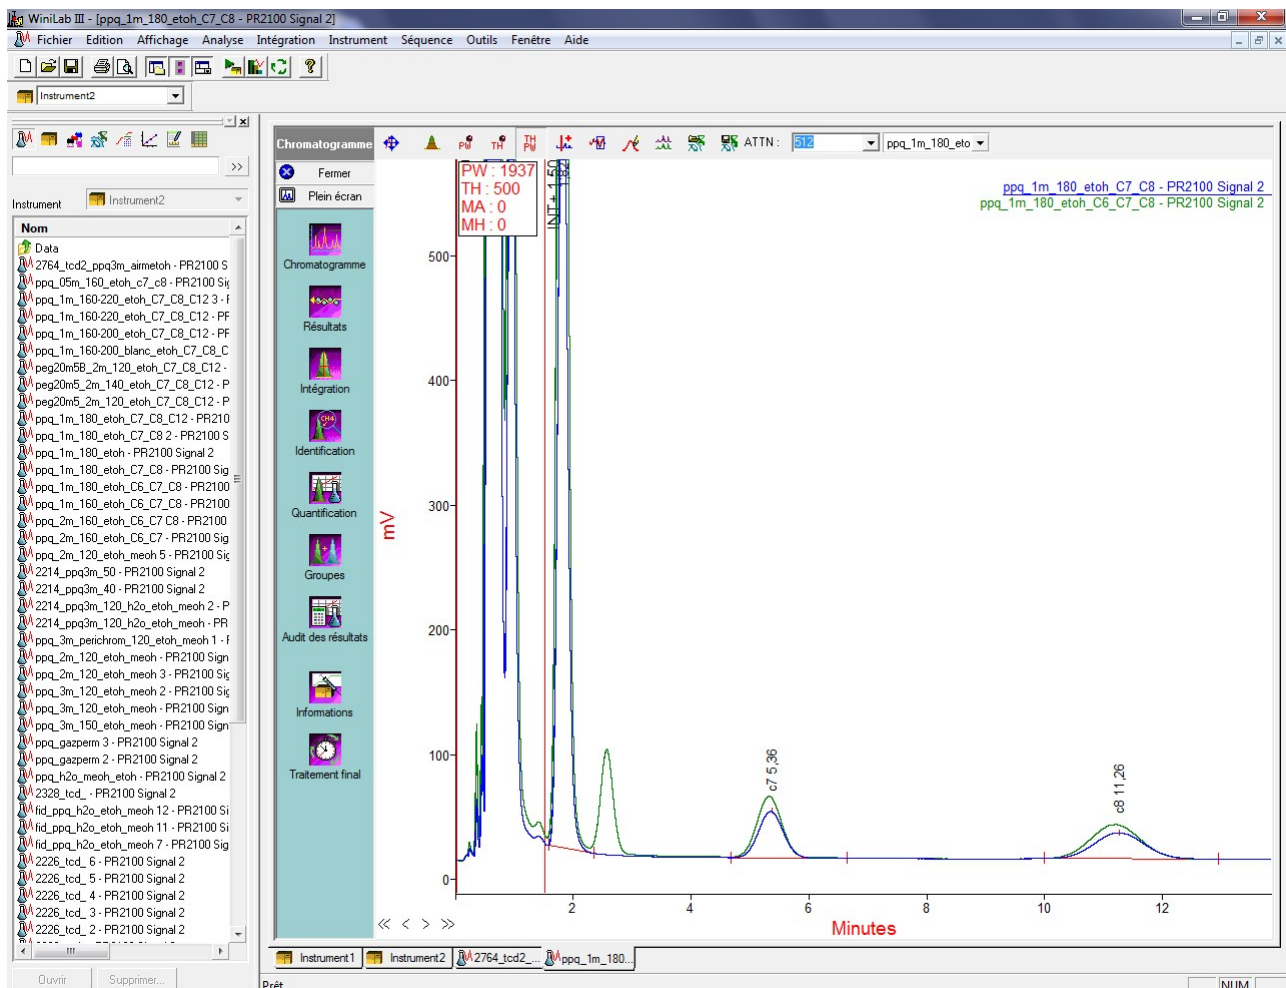 WiniLab III - [ppq_1m_180_etoh_C7_C8 - PR2100 Signal 2]
Fichier Edition Affichage Analyse Intégration Instrument Séquence Outils Fenêtre Aide
Instrument2
>>
Instrument Instrument2
Nom
Data
2764_tcd2_ppq3m_airmetoh - PR2100 S
ppq_05m_160_etoh_c7_c8 - PR2100 Sig
ppq_1m_160-220_etoh_C7_C8_C12 3 - F
ppq_1m_160-220_etoh_C7_C8_C12 - PF
ppq_1m_160-200_etoh_C7_C8_C12 - PF
ppq_1m_160-200_blanc_etoh_C7_C8_C
peg20m5B_2m_120_etoh_C7_C8_C12 -
peg20m5_2m_140_etoh_C7_C8_C12 - P
peg20m5_2m_120_etoh_C7_C8_C12 - P
ppq_1m_180_etoh_C7_C8_C12 - PR210
ppq_1m_180_etoh_C7_C8 2 - PR2100 S
ppq_1m_180_etoh - PR2100 Signal 2
ppq_1m_180_etoh_C7_C8 - PR2100 Sig
ppq_1m_180_etoh_C6_C7_C8 - PR2100
ppq_1m_160_etoh_C6_C7_C8 - PR2100
ppq_2m_160_etoh_C6_C7 C8 - PR2100
ppq_2m_160_etoh_C6_C7 - PR2100 Sig
ppq_2m_120_etoh_meoh 5 - PR2100 Sig
2214_ppq3m_50 - PR2100 Signal 2
2214_ppq3m_40 - PR2100 Signal 2
2214_ppq3m_120_h2o_etoh_meoh 2 - P
2214_ppq3m_120_h2o_etoh_meoh - PR
ppq_3m_perichrom_120_etoh_meoh 1 - F
ppq_2m_120_etoh_meoh - PR2100 Sign
ppq_2m_120_etoh_meoh 3 - PR2100 Sig
ppq_3m_120_etoh_meoh 2 - PR2100 Sig
ppq_3m_120_etoh_meoh - PR2100 Sign
ppq_3m_150_etoh_meoh - PR2100 Sign
ppq_gazperm 3 - PR2100 Signal 2
ppq_gazperm 2 - PR2100 Signal 2
ppq_h2o_meoh_etoh - PR2100 Signal 2
2328_tcd_ - PR2100 Signal 2
fid_ppq_h2o_etoh_meoh 12 - PR2100 Si
fid_ppq_h2o_etoh_meoh 11 - PR2100 Si
fid_ppq_h2o_etoh_meoh 7 - PR2100 Sig
2226_tcd_ 6 - PR2100 Signal 2
2226_tcd_ 5 - PR2100 Signal 2
2226_tcd_ 4 - PR2100 Signal 2
2226_tcd_ 3 - PR2100 Signal 2
2226_tcd_ 2 - PR2100 Signal 2
Ouvrir Supprimer...
Chromatogramme
PW TH TH PW ATTN : 512 ppq_1m_180_eto
Fermer
Plein écran
Chromatogramme
Résultats
Intégration
CH4
Identification
Quantification
Groupes
Audit des résultats
Informations
Traitement final
PW : 1937
TH : 500
MA : 0
MH : 0
INT+ 1,50
1,82
ppq_1m_180_etoh_C7_C8 - PR2100 Signal 2
ppq_1m_180_etoh_C6_C7_C8 - PR2100 Signal 2
500
400
300
200
100
0
mV
c7 5,36
c8 11,26
2 4 6 8 10 12
Minutes
<< < > >>
Instrument1 Instrument2 2764_tcd2_... ppq_1m_180...
Prêt NUM